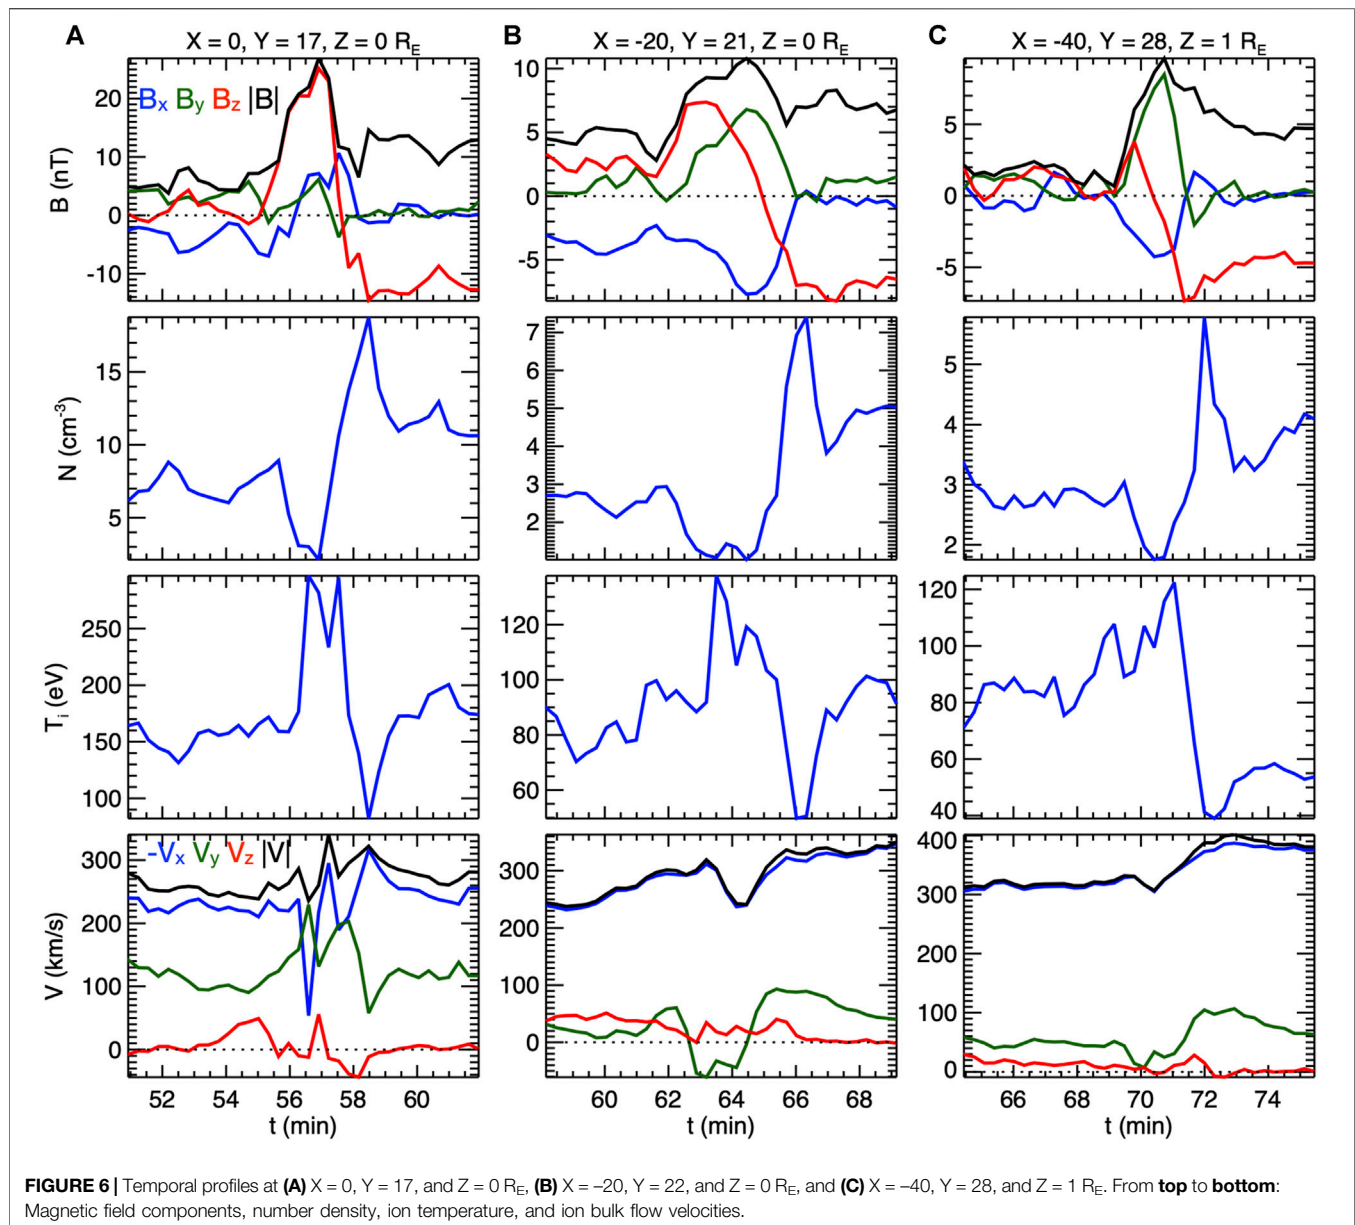 A
X = 0, Y = 17, Z = 0 R_E
B
X = -20, Y = 21, Z = 0 R_E
C
X = -40, Y = 28, Z = 1 R_E
B_x B_y B_z |B|
B (nT)
20
10
0
-10
10
5
0
-5
5
0
-5
N (cm⁻³)
15
10
5
7
6
5
4
3
2
5
4
3
2
T_i (eV)
250
200
150
100
120
100
80
60
120
100
80
60
40
-V_x V_y V_z |V|
V (km/s)
300
200
100
0
300
200
100
0
400
300
200
100
0
52 54 56 58 60
60 62 64 66 68
66 68 70 72 74
t (min)
t (min)
t (min)
FIGURE 6 | Temporal profiles at (A) X = 0, Y = 17, and Z = 0 R_E, (B) X = –20, Y = 22, and Z = 0 R_E, and (C) X = –40, Y = 28, and Z = 1 R_E. From top to bottom:
Magnetic field components, number density, ion temperature, and ion bulk flow velocities.